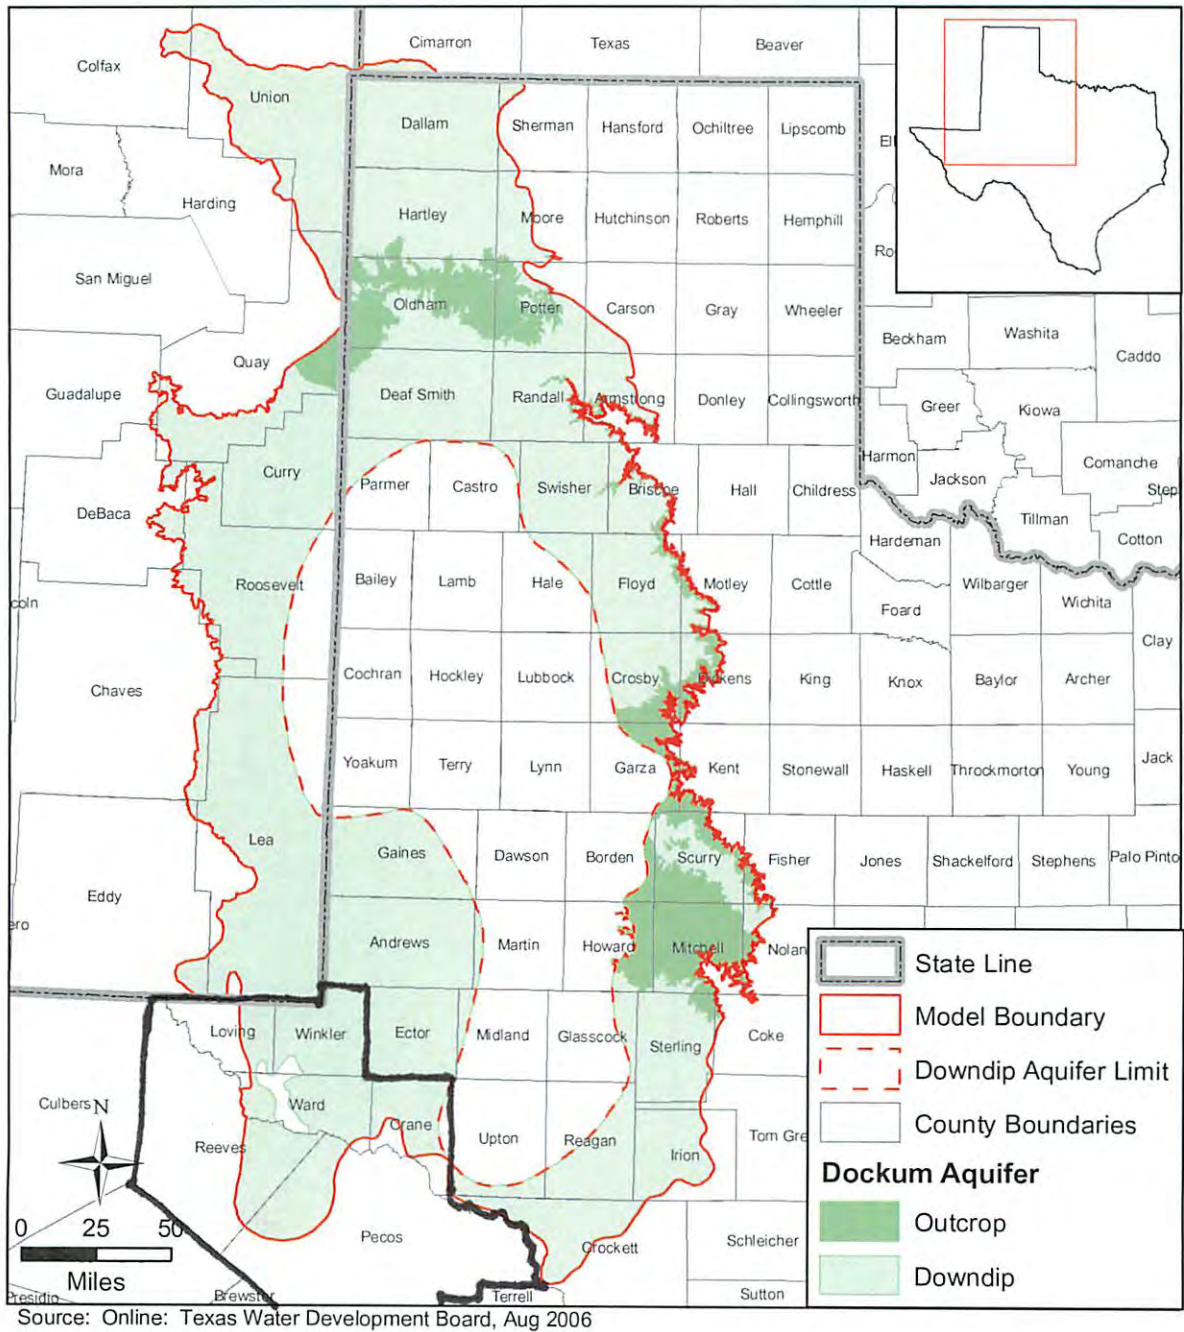 Cimarron
Texas
Beaver
Colfax
Union
Dallam
Sherman
Hansford
Ochiltree
Lipscomb
Mora
Harding
Hartley
Moore
Hutchinson
Roberts
Hemphill
San Miguel
Oldham
Potter
Carson
Gray
Wheeler
Quay
Beckham
Washita
Caddo
Guadalupe
Deaf Smith
Randall
Armstrong
Donley
Collingsworth
Greer
Kiowa
Curry
Parmer
Castro
Swisher
Briscoe
Hall
Childress
Harmon
Jackson
Comanche
Step
DeBaca
Tillman
Hardeman
Cotton
Roosevelt
Bailey
Lamb
Hale
Floyd
Motley
Cottle
Wilbarger
Foard
Wichita
coln
Clay
Chaves
Cochran
Hockley
Lubbock
Crosby
Dickens
King
Knox
Baylor
Archer
Yoakum
Terry
Lynn
Garza
Kent
Stonewall
Haskell
Throckmorton
Young
Jack
Lea
Gaines
Dawson
Borden
Scurry
Fisher
Jones
Shackelford
Stephens
Palo Pinto
Eddy
ero
Andrews
Martin
Howard
Mitchell
Nolan
Loving
Winkler
Ector
Midland
Glasscock
Sterling
Coke
Culbers
Ward
Crane
Upton
Reagan
Reeves
Irion
Tom Gre
Pecos
Crockett
Schleicher
Presidio
Brewster
Terrell
Sutton
State Line
Model Boundary
Downdip Aquifer Limit
County Boundaries
Dockum Aquifer
Outcrop
Downdip
N
0 25 50
Miles
Source: Online: Texas Water Development Board, Aug 2006